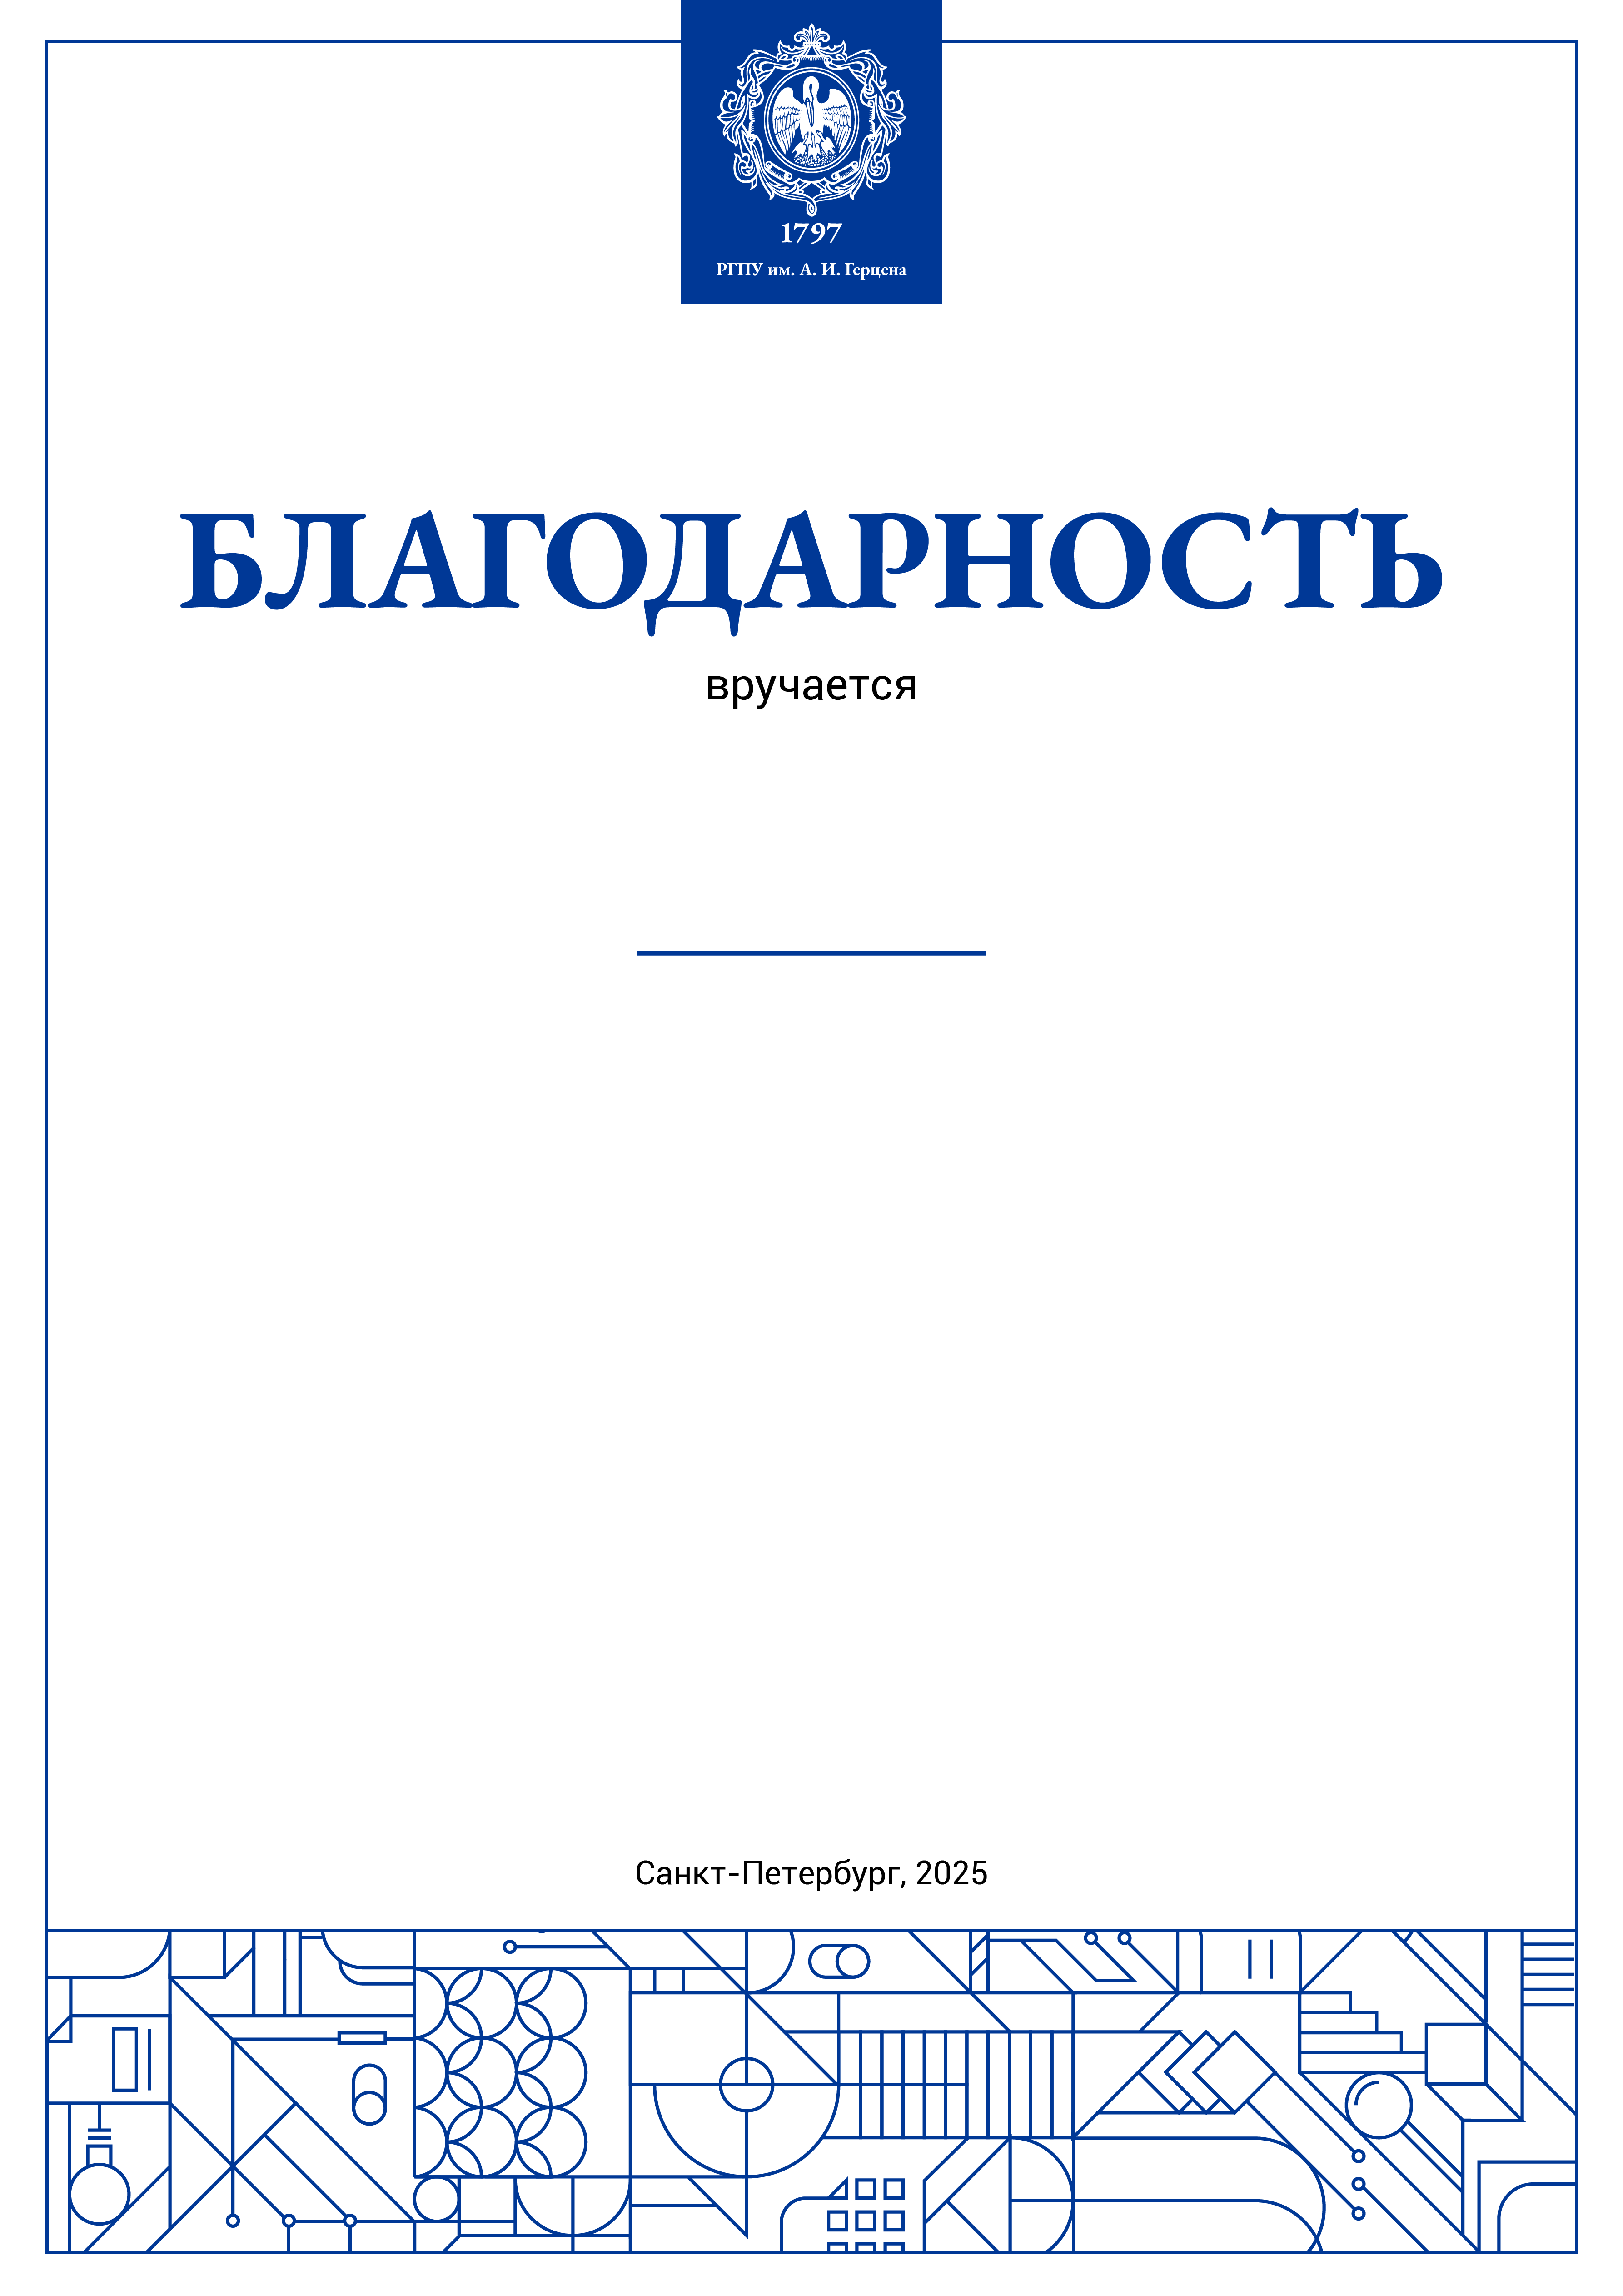 1797
РГПУ им. А. И. Герцена
БЛАГОДАРНОСТЬ
вручается
Санкт-Петербург, 2025